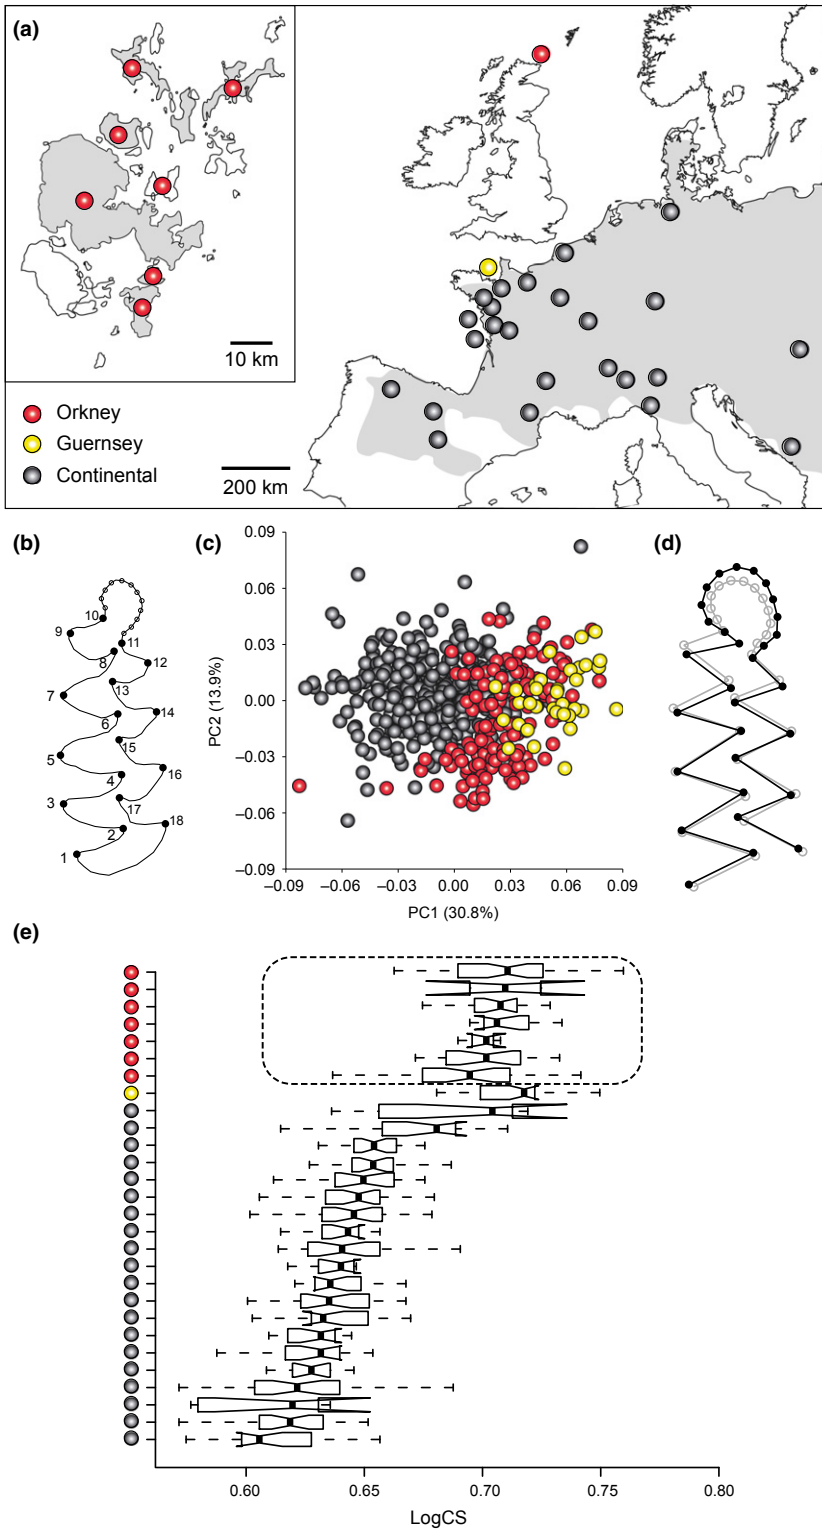 (a)
10 km
Orkney
Guernsey
Continental
200 km
(b)
10
9
11
8
12
13
7
14
6
15
5
16
4
3
17
2
18
1
(c)
0.09
0.06
0.03
0.00
–0.03
–0.06
–0.09
PC2 (13.9%)
–0.09 –0.06 –0.03 0.00 0.03 0.06 0.09
PC1 (30.8%)
(d)
(e)
0.60 0.65 0.70 0.75 0.80
LogCS